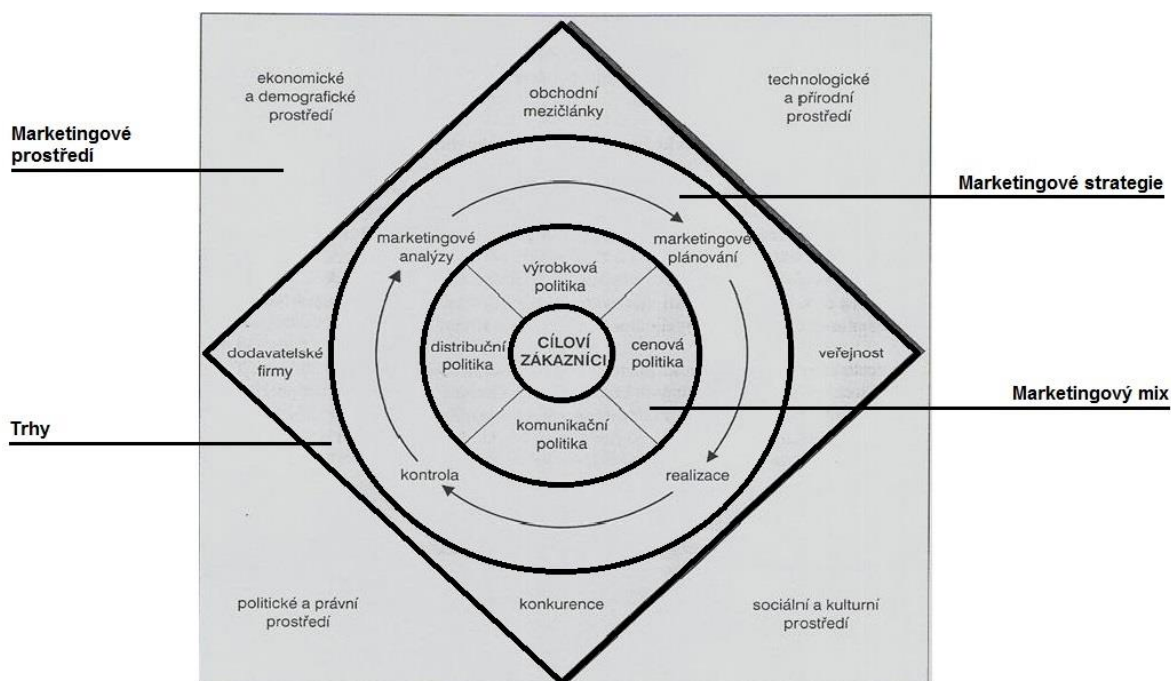 ekonomické
a demografické
prostředí
obchodní
mezičlánky
technologické
a přírodní
prostředí
Marketingové
prostředí
Marketingové strategie
marketingové
analýzy
marketingové
plánování
výrobková
politika
dodavatelské
firmy
distribuční
politika
CÍLOVÍ
ZÁKAZNÍCI
cenová
politika
veřejnost
Marketingový mix
Trhy
komunikační
politika
kontrola
realizace
politické a právní
prostředí
konkurence
sociální a kulturní
prostředí